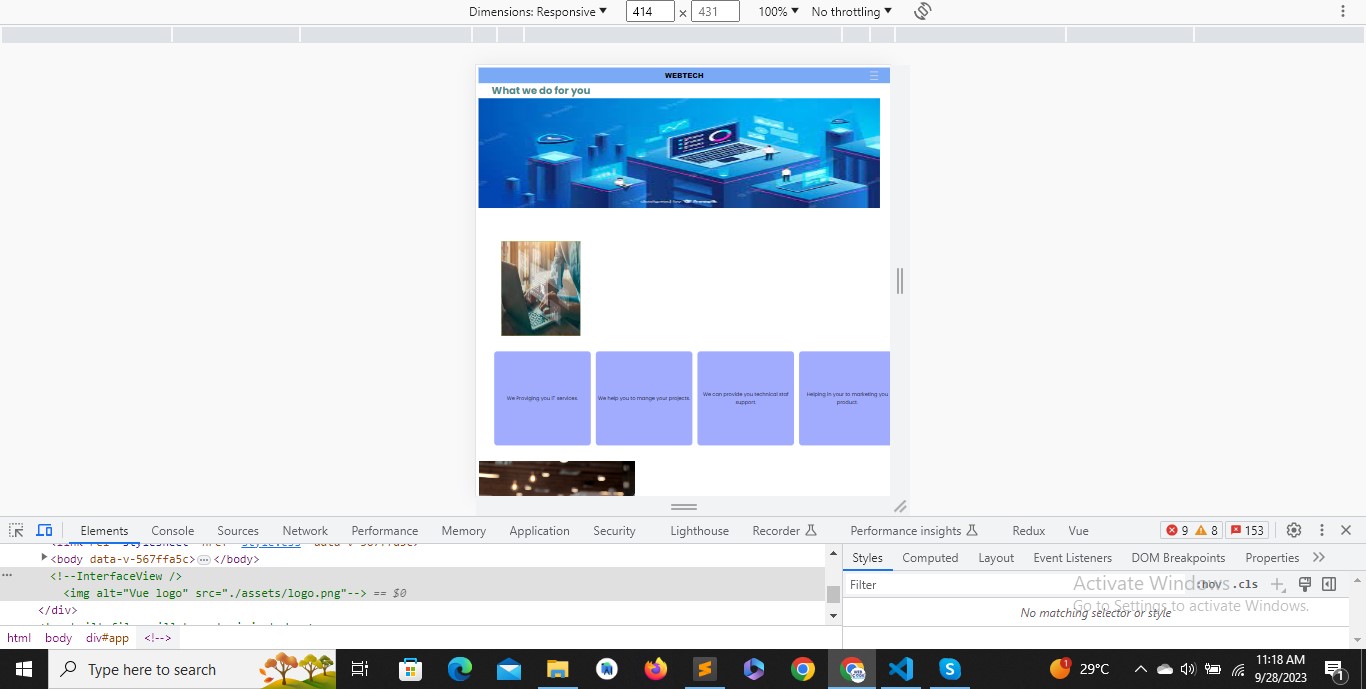 Dimensions: Responsive 414 × 431 100% No throttling
WEBTECH
What we do for you
We Proviging you IT services.
We help you to mange your projects.
We can provide you technical staf
support.
Helping in your to marketing you
product.
Elements Console Sources Network Performance Memory Application Security Lighthouse Recorder Performance insights Redux Vue 9 8 153
<body data-v-567ffa5c> … </body>
<!--InterfaceView />
<img alt="Vue logo" src="./assets/logo.png"--> == $0
</div>
html body div#app <!-->
Styles Computed Layout Event Listeners DOM Breakpoints Properties
Filter :hov .cls
No matching selector or style
Activate Windows
Go to Settings to activate Windows.
Type here to search
1 29°C 11:18 AM
9/28/2023 1